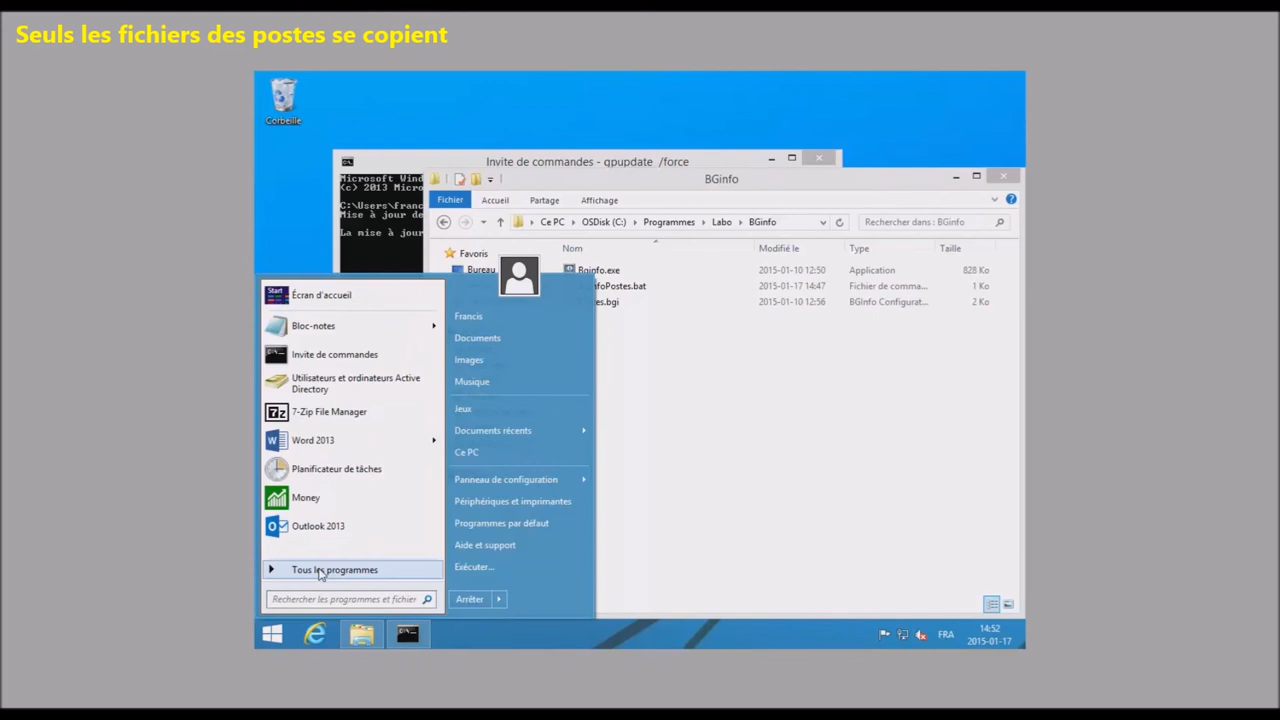 Seuls les fichiers des postes se copient
Corbeille
Invite de commandes - gpupdate /force
Microsoft Wind
(c) 2013 Micro
C:\Users\franc
Mise à jour de
La mise à jour
BGinfo
Fichier Accueil Partage Affichage
Ce PC OSDisk (C:) Programmes Labo BGinfo
Rechercher dans : BGinfo
Favoris
Bureau
Nom Modifié le Type Taille
Bginfo.exe 2015-01-10 12:50 Application 828 Ko
nfoPostes.bat 2015-01-17 14:47 Fichier de comma... 1 Ko
tes.bgi 2015-01-10 12:56 BGInfo Configurat... 2 Ko
Start
Écran d'accueil
Bloc-notes
Invite de commandes
Utilisateurs et ordinateurs Active
Directory
7-Zip File Manager
Word 2013
Planificateur de tâches
Money
Outlook 2013
Tous les programmes
Rechercher les programmes et fichier
Francis
Documents
Images
Musique
Jeux
Documents récents
Ce PC
Panneau de configuration
Périphériques et imprimantes
Programmes par défaut
Aide et support
Exécuter...
Arrêter
FRA
14:52
2015-01-17